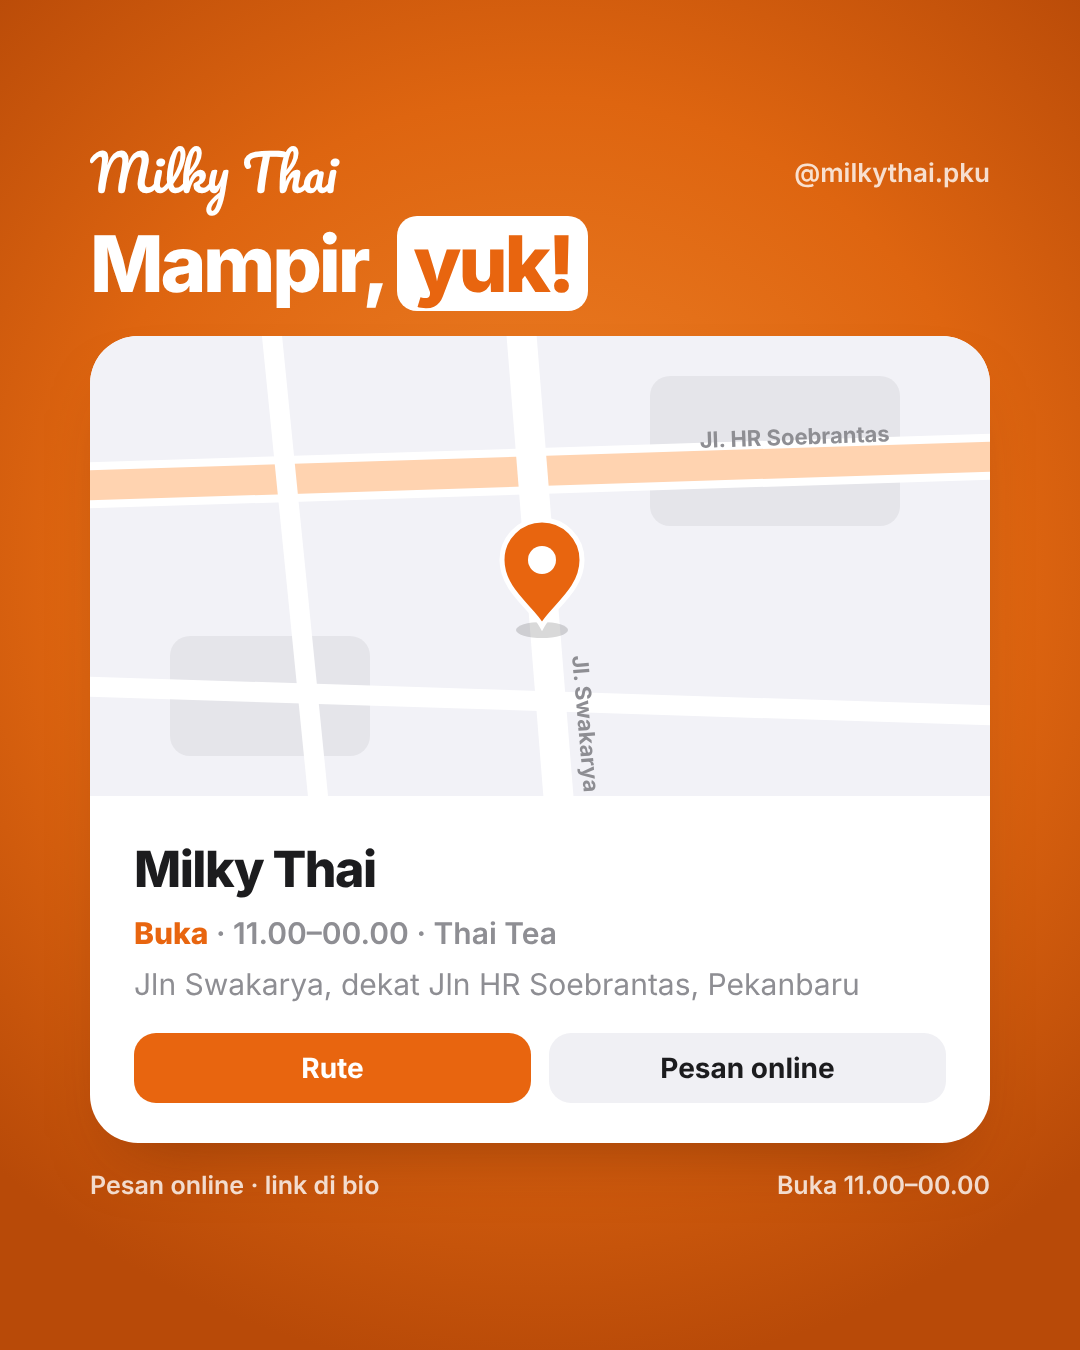 Milky Thai
@milkythai.pku
Mampir, yuk!
Jl. HR Soebrantas
Jl. Swakarya
Milky Thai
Buka · 11.00–00.00 · Thai Tea
Jln Swakarya, dekat Jln HR Soebrantas, Pekanbaru
Rute
Pesan online
Pesan online · link di bio
Buka 11.00–00.00